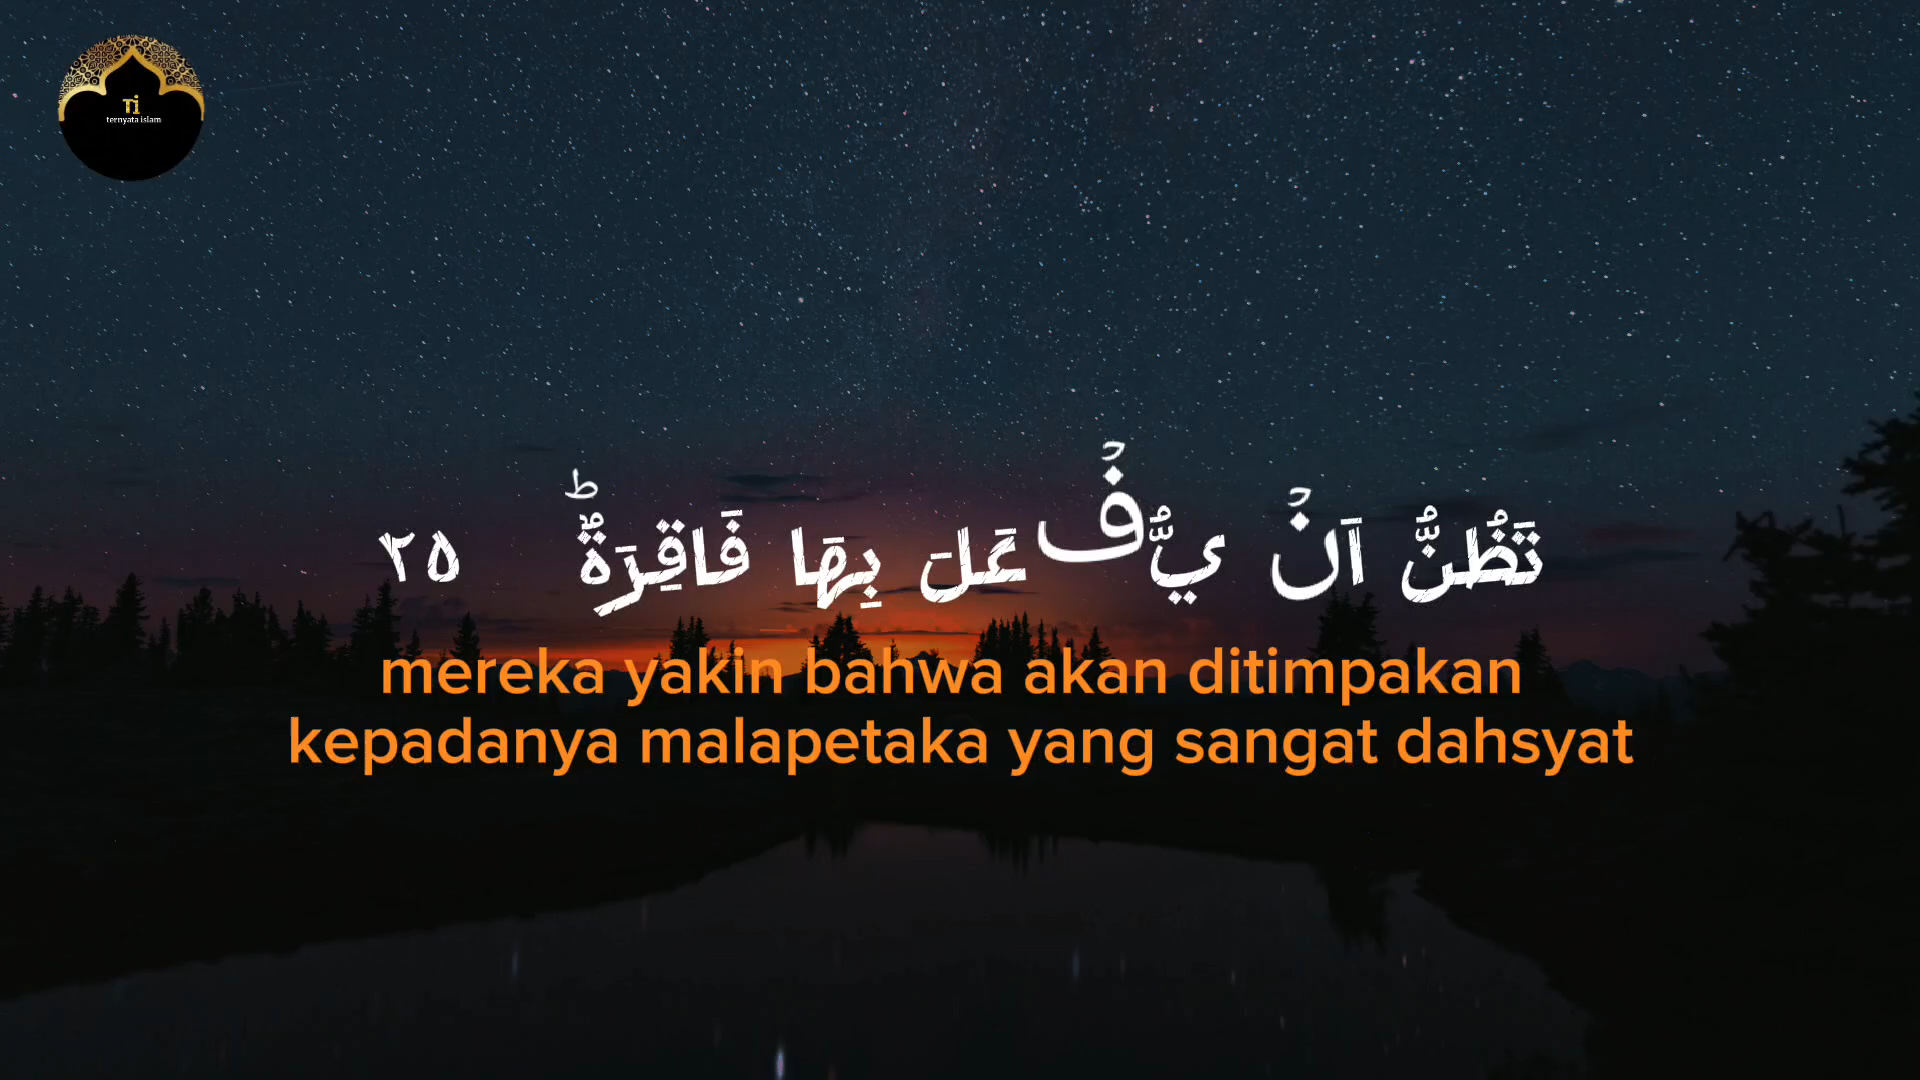 Ti
ternyata islam
تَظُنُّ اَنْ يُّفْعَلَ بِهَا فَاقِرَةٌ ۗ ٢٥
mereka yakin bahwa akan ditimpakan
kepadanya malapetaka yang sangat dahsyat